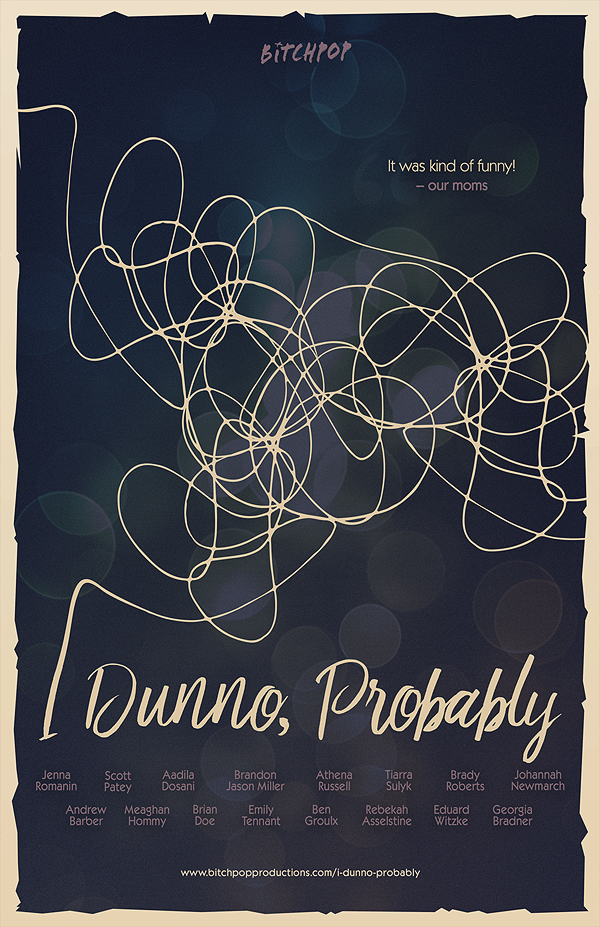 BiTCHPOP
It was kind of funny!
– our moms
I Dunno, Probably
Jenna Romanin
Scott Patey
Aadila Dosani
Brandon Jason Miller
Athena Russell
Tiarra Sulyk
Brady Roberts
Johannah Newmarch
Andrew Barber
Meaghan Hommy
Brian Doe
Emily Tennant
Ben Groulx
Rebekah Asselstine
Eduard Witzke
Georgia Bradner
www.bitchpopproductions.com/i-dunno-probably